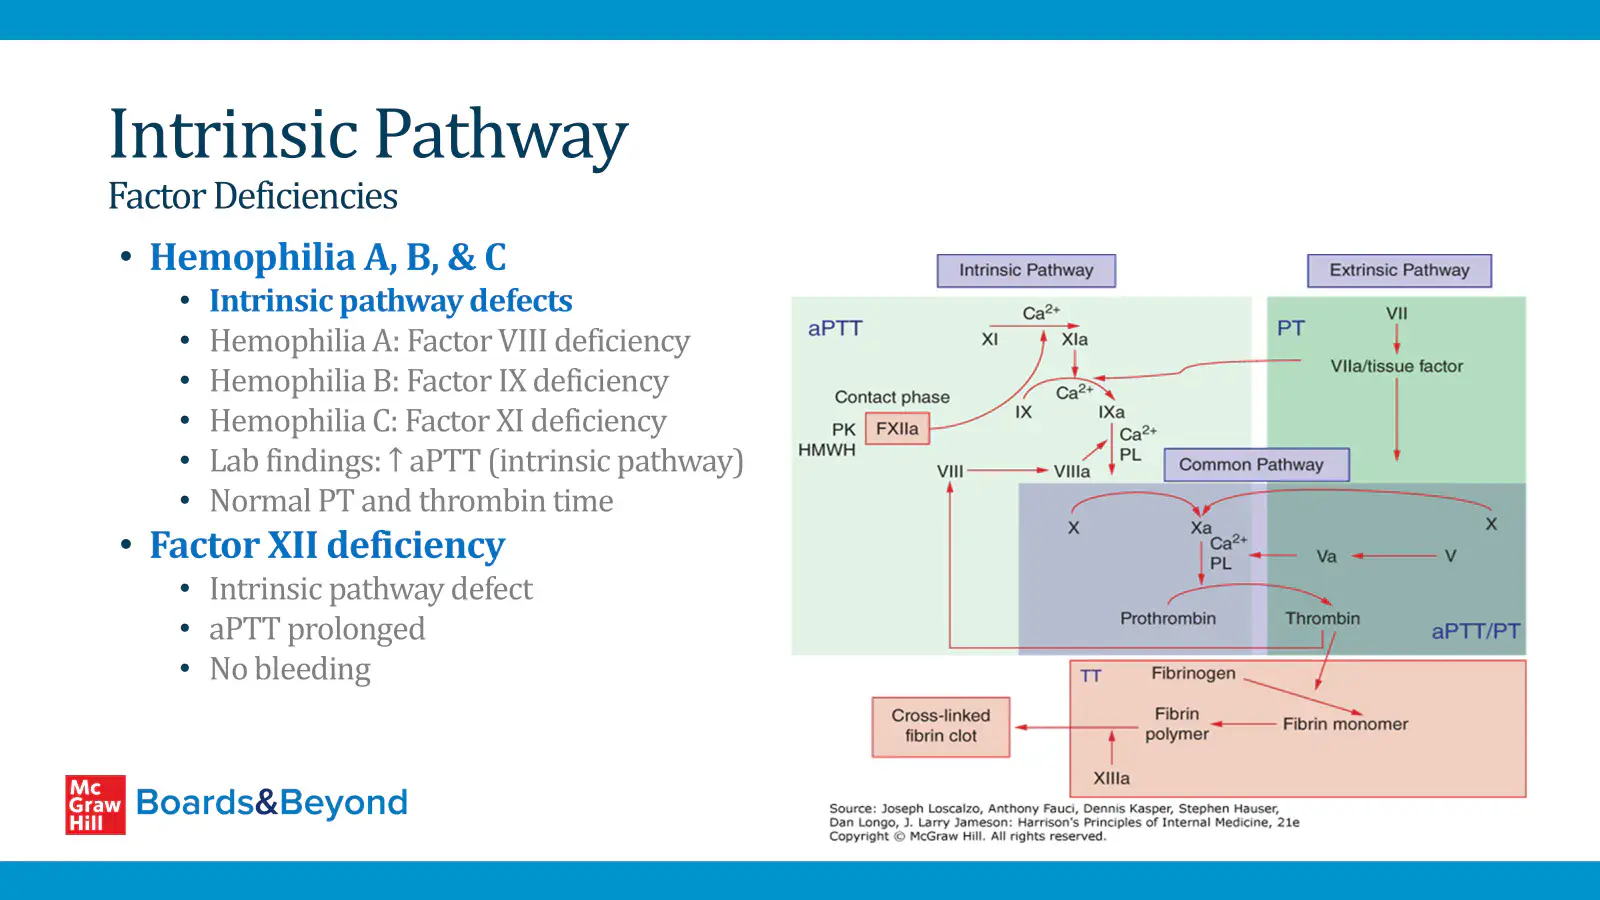 Intrinsic Pathway
Factor Deficiencies
• Hemophilia A, B, & C
• Intrinsic pathway defects
• Hemophilia A: Factor VIII deficiency
• Hemophilia B: Factor IX deficiency
• Hemophilia C: Factor XI deficiency
• Lab findings: ↑ aPTT (intrinsic pathway)
• Normal PT and thrombin time
• Factor XII deficiency
• Intrinsic pathway defect
• aPTT prolonged
• No bleeding
Mc
Graw
Hill
Boards&Beyond
Intrinsic Pathway
Extrinsic Pathway
aPTT
Ca2+
XI
XIa
PT
VII
VIIa/tissue factor
Contact phase
Ca2+
IX
IXa
PK
HMWH
FXIIa
Ca2+
PL
VIII
VIIIa
Common Pathway
X
Xa
X
Ca2+
PL
Va
V
Prothrombin
Thrombin
aPTT/PT
TT
Fibrinogen
Cross-linked
fibrin clot
Fibrin
polymer
Fibrin monomer
XIIIa
Source: Joseph Loscalzo, Anthony Fauci, Dennis Kasper, Stephen Hauser,
Dan Longo, J. Larry Jameson: Harrison's Principles of Internal Medicine, 21e
Copyright © McGraw Hill. All rights reserved.